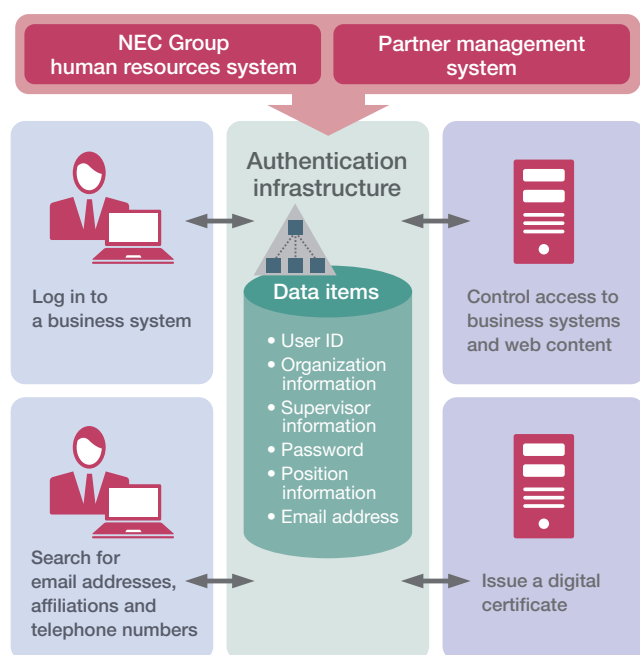 NEC Group
human resources system
Partner management
system
Authentication
infrastructure
Log in to
a business system
Data items
• User ID
• Organization
information
• Supervisor
information
• Password
• Position
information
• Email address
Control access to
business systems
and web content
Search for
email addresses,
affiliations and
telephone numbers
Issue a digital
certificate